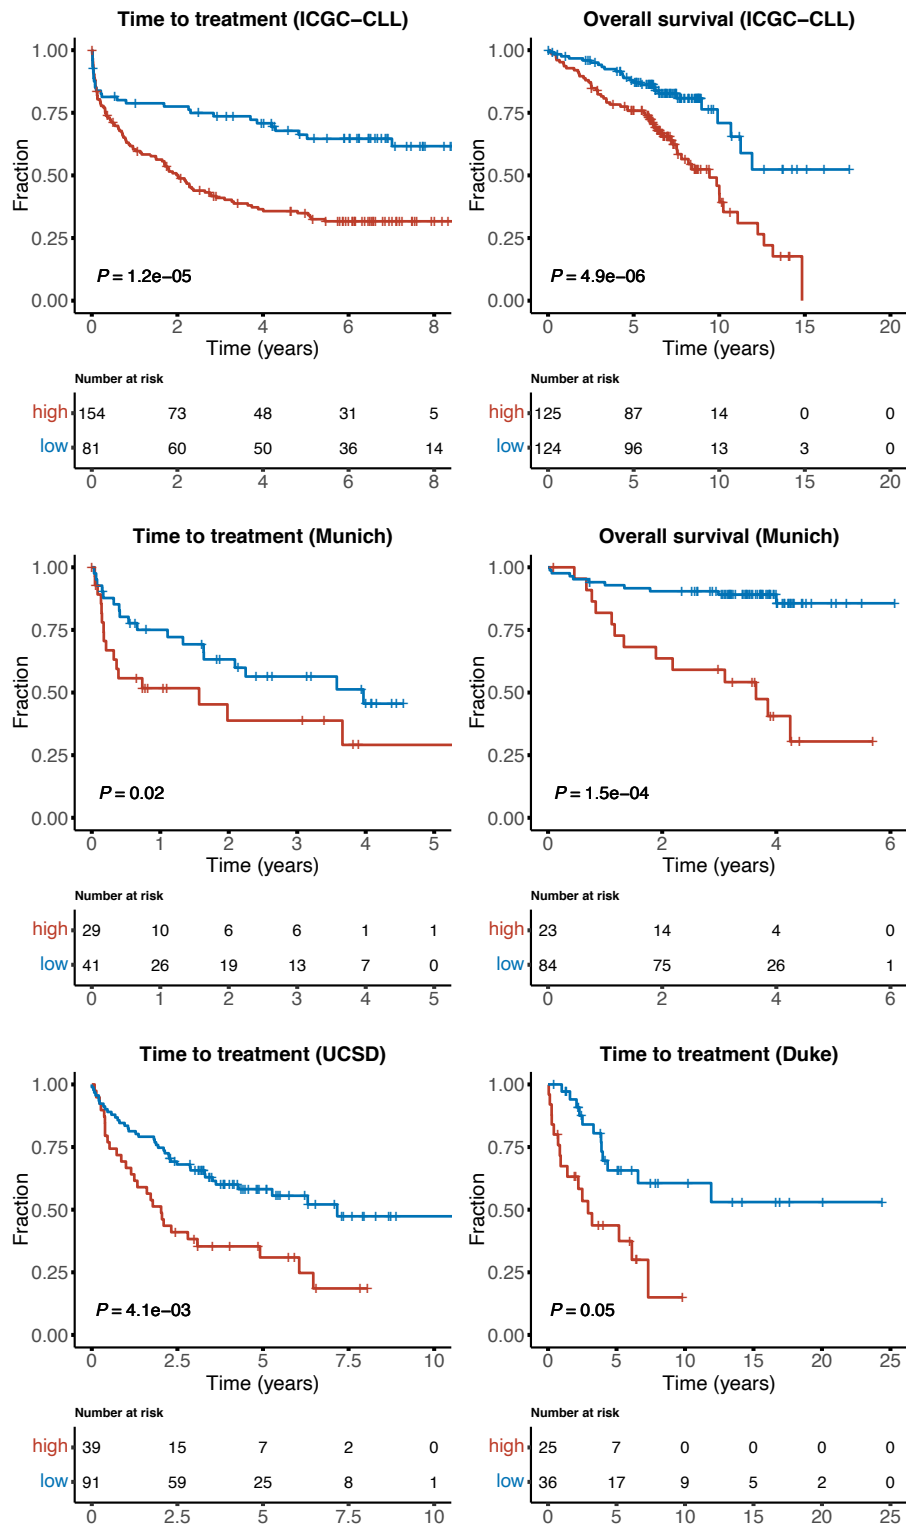 Time to treatment (ICGC−CLL)
1.00
0.75
0.50
0.25
0.00
Fraction
P = 1.2e−05
0 2 4 6 8
Time (years)
Number at risk
high 154 73 48 31 5
low 81 60 50 36 14
0 2 4 6 8
Overall survival (ICGC−CLL)
1.00
0.75
0.50
0.25
0.00
Fraction
P = 4.9e−06
0 5 10 15 20
Time (years)
Number at risk
high 125 87 14 0 0
low 124 96 13 3 0
0 5 10 15 20
Time to treatment (Munich)
1.00
0.75
0.50
0.25
0.00
Fraction
P = 0.02
0 1 2 3 4 5
Time (years)
Number at risk
high 29 10 6 6 1 1
low 41 26 19 13 7 0
0 1 2 3 4 5
Overall survival (Munich)
1.00
0.75
0.50
0.25
0.00
Fraction
P = 1.5e−04
0 2 4 6
Time (years)
Number at risk
high 23 14 4 0
low 84 75 26 1
0 2 4 6
Time to treatment (UCSD)
1.00
0.75
0.50
0.25
0.00
Fraction
P = 4.1e−03
0 2.5 5 7.5 10
Time (years)
Number at risk
high 39 15 7 2 0
low 91 59 25 8 1
0 2.5 5 7.5 10
Time to treatment (Duke)
1.00
0.75
0.50
0.25
0.00
Fraction
P = 0.05
0 5 10 15 20 25
Time (years)
Number at risk
high 25 7 0 0 0 0
low 36 17 9 5 2 0
0 5 10 15 20 25